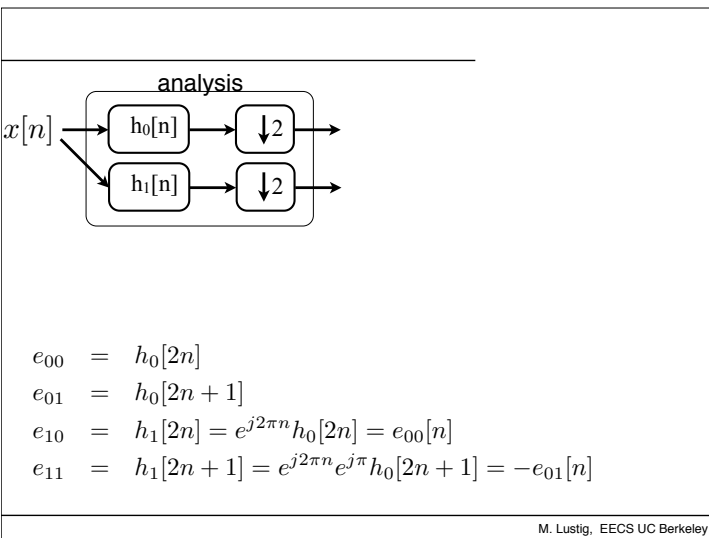 analysis
x[n]
h₀[n]
↓2
h₁[n]
↓2
e₀₀ = h₀[2n]
e₀₁ = h₀[2n + 1]
e₁₀ = h₁[2n] = e^{j2πn}h₀[2n] = e₀₀[n]
e₁₁ = h₁[2n + 1] = e^{j2πn}e^{jπ}h₀[2n + 1] = −e₀₁[n]
M. Lustig, EECS UC Berkeley